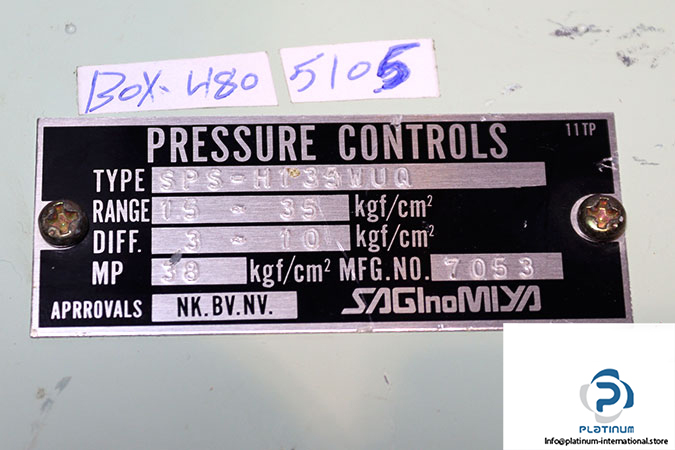 BOX-480 5105
PRESSURE CONTROLS 11TP
TYPE SPS-H135WUQ
RANGE 15 - 35 kgf/cm²
DIFF. 3 - 10 kgf/cm²
MP 38 kgf/cm² MFG.NO. 7053
APRROVALS NK.BV.NV. SAGInoMIYA
PLATINUM
Info@platinum-international.store